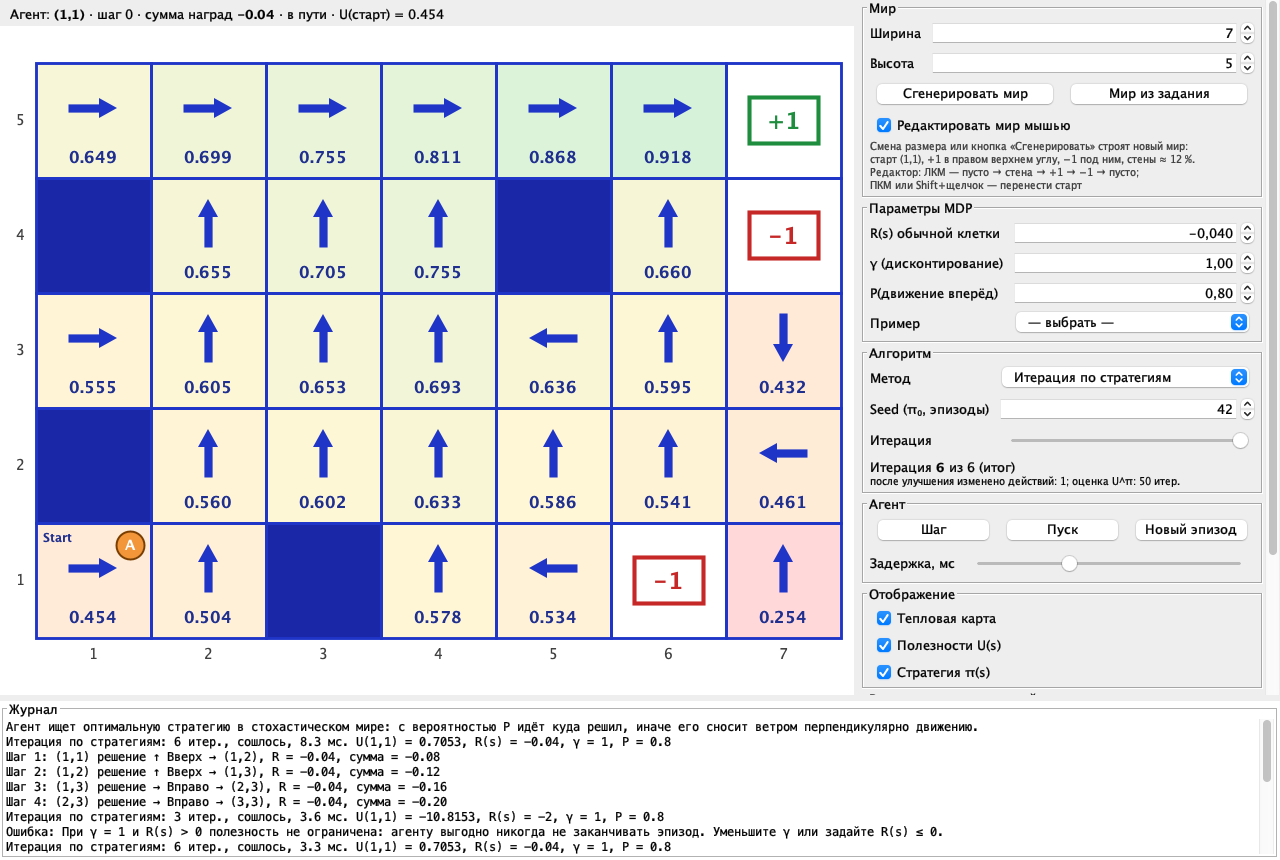 Агент: (1,1) · шаг 0 · сумма наград −0.04 · в пути · U(старт) = 0.454
5
0.649 0.699 0.755 0.811 0.868 0.918 +1
4
0.655 0.705 0.755 0.660 −1
3
0.555 0.605 0.653 0.693 0.636 0.595 0.432
2
0.560 0.602 0.633 0.586 0.541 0.461
Start A
1
0.454 0.504 0.578 0.534 −1 0.254
1 2 3 4 5 6 7
Мир
Ширина 7
Высота 5
Сгенерировать мир Мир из задания
Редактировать мир мышью
Смена размера или кнопка «Сгенерировать» строят новый мир:
старт (1,1), +1 в правом верхнем углу, −1 под ним, стены ≈ 12 %.
Редактор: ЛКМ — пусто → стена → +1 → −1 → пусто;
ПКМ или Shift+щелчок — перенести старт
Параметры MDP
R(s) обычной клетки −0,040
γ (дисконтирование) 1,00
P(движение вперёд) 0,80
Пример — выбрать —
Алгоритм
Метод Итерация по стратегиям
Seed (π₀, эпизоды) 42
Итерация
Итерация 6 из 6 (итог)
после улучшения изменено действий: 1; оценка U^π: 50 итер.
Агент
Шаг Пуск Новый эпизод
Задержка, мс
Отображение
Тепловая карта
Полезности U(s)
Стратегия π(s)
Журнал
Агент ищет оптимальную стратегию в стохастическом мире: с вероятностью P идёт куда решил, иначе его сносит ветром перпендикулярно движению.
Итерация по стратегиям: 6 итер., сошлось, 8.3 мс. U(1,1) = 0.7053, R(s) = −0.04, γ = 1, P = 0.8
Шаг 1: (1,1) решение ↑ Вверх → (1,2), R = −0.04, сумма = −0.08
Шаг 2: (1,2) решение ↑ Вверх → (1,3), R = −0.04, сумма = −0.12
Шаг 3: (1,3) решение → Вправо → (2,3), R = −0.04, сумма = −0.16
Шаг 4: (2,3) решение → Вправо → (3,3), R = −0.04, сумма = −0.20
Итерация по стратегиям: 3 итер., сошлось, 3.6 мс. U(1,1) = −10.8153, R(s) = −2, γ = 1, P = 0.8
Ошибка: При γ = 1 и R(s) > 0 полезность не ограничена: агенту выгодно никогда не заканчивать эпизод. Уменьшите γ или задайте R(s) ≤ 0.
Итерация по стратегиям: 6 итер., сошлось, 3.3 мс. U(1,1) = 0.7053, R(s) = −0.04, γ = 1, P = 0.8